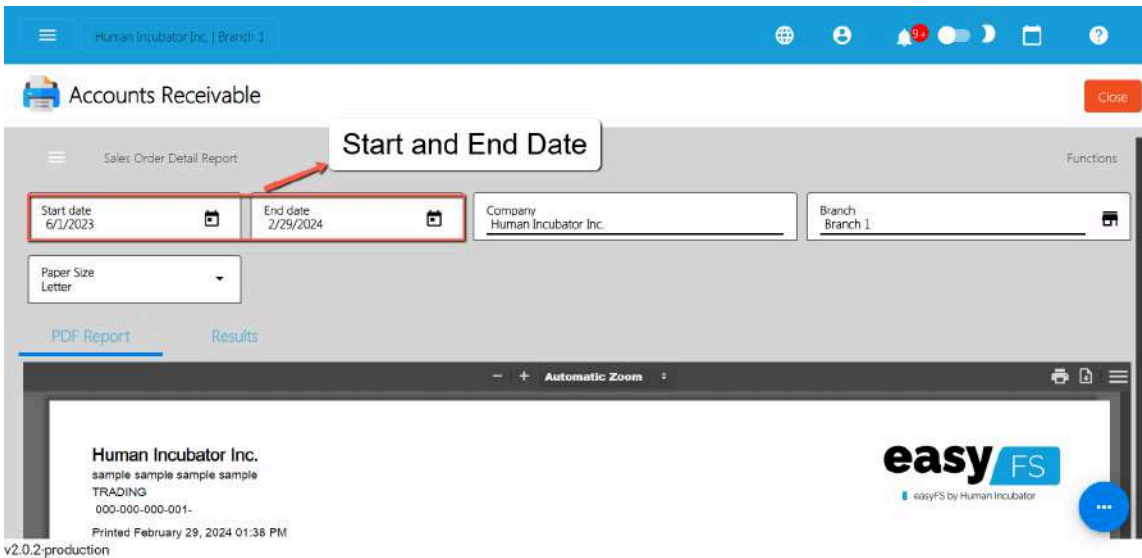 Human Incubator Inc. | Branch 1
9+
Accounts Receivable
Close
Start and End Date
Sales Order Detail Report
Functions
Start date
6/1/2023
End date
2/29/2024
Company
Human Incubator Inc.
Branch
Branch 1
Paper Size
Letter
PDF Report
Results
− + Automatic Zoom
Human Incubator Inc.
sample sample sample sample
TRADING
000-000-000-001-
Printed February 29, 2024 01:38 PM
easy FS
easyFS by Human Incubator
v2.0.2-production